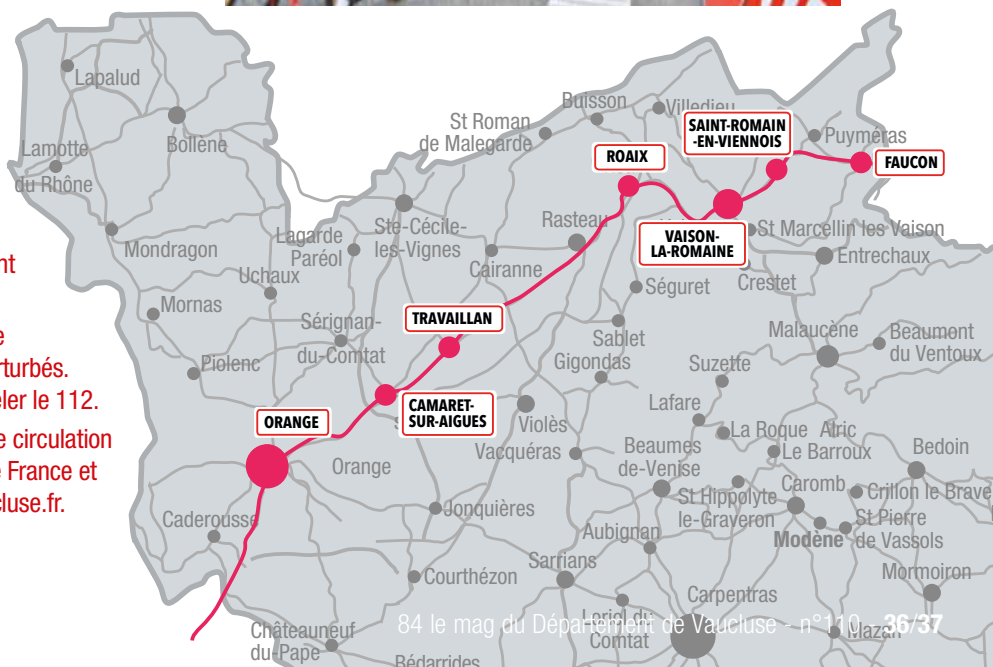 Lapalud
Bollène
Lamotte
du Rhône
Mondragon
Mornas
Piolenc
Uchaux
Lagarde
Paréol
Ste-Cécile-
les-Vignes
Sérignan-
du-Comtat
St Roman
de Malegarde
Buisson
Villedieu
SAINT-ROMAIN
-EN-VIENNOIS
Puyméras
FAUCON
ROAIX
Rasteau
Cairanne
VAISON-
LA-ROMAINE
St Marcellin les Vaison
Entrechaux
Crestet
Séguret
TRAVAILLAN
Sablet
Gigondas
Malaucène
Beaumont
du Ventoux
Suzette
Lafare
CAMARET-
SUR-AIGUES
ORANGE
Orange
Violès
Vacquéras
La Roque Alric
Le Barroux
Beaumes
de-Venise
Bedoin
St Hippolyte
le-Graveron
Caromb
Crillon le Brave
Modène
St Pierre
de Vassols
Jonquières
Caderousse
Aubignan
Sarrians
Courthézon
Mormoiron
Carpentras
Loriol du
Comtat
Mazan
Châteauneuf
du-Pape
Bédarrides
nt
e
rturbés.
eler le 112.
e circulation
e France et
cluse.fr.
84 le mag du Département de Vaucluse - n°110 - 36/37